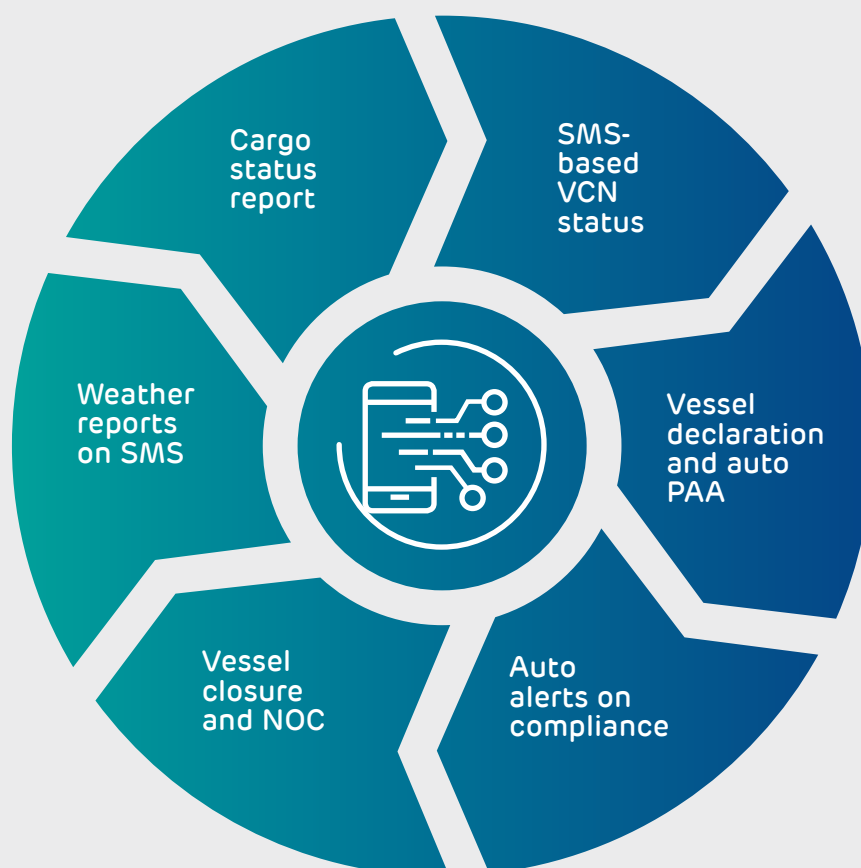 Cargo
status
report
SMS-
based
VCN
status
Weather
reports
on SMS
Vessel
declaration
and auto
PAA
Vessel
closure
and NOC
Auto
alerts on
compliance